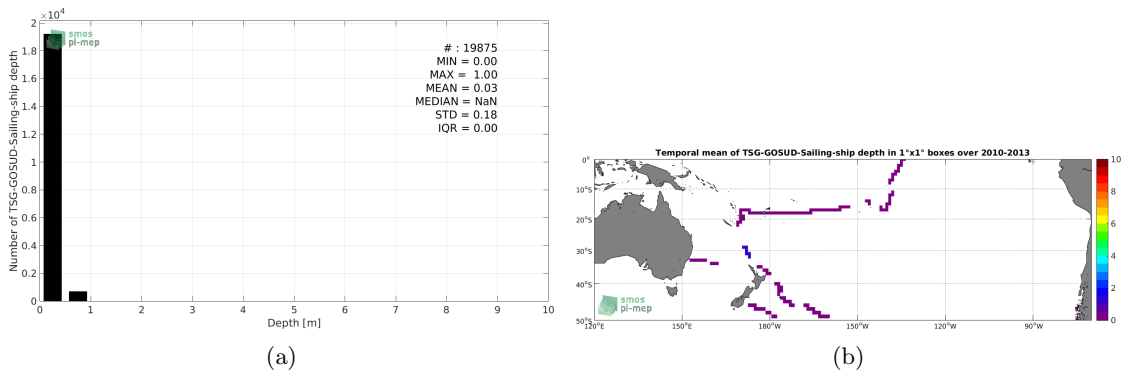 ×10⁴
2
1.8
1.6
1.4
1.2
1
0.8
0.6
0.4
0.2
0
Number of TSG-GOSUD-Sailing-ship depth
smos
pi-mep
# : 19875
MIN = 0.00
MAX = 1.00
MEAN = 0.03
MEDIAN = NaN
STD = 0.18
IQR = 0.00
0 1 2 3 4 5 6 7 8 9 10
Depth [m]
(a)
Temporal mean of TSG-GOSUD-Sailing-ship depth in 1°x1° boxes over 2010-2013
0°
10°S
20°S
30°S
40°S
50°S
smos
pi-mep
120°E 150°E 180°W 150°W 120°W 90°W
10
8
6
4
2
0
(b)